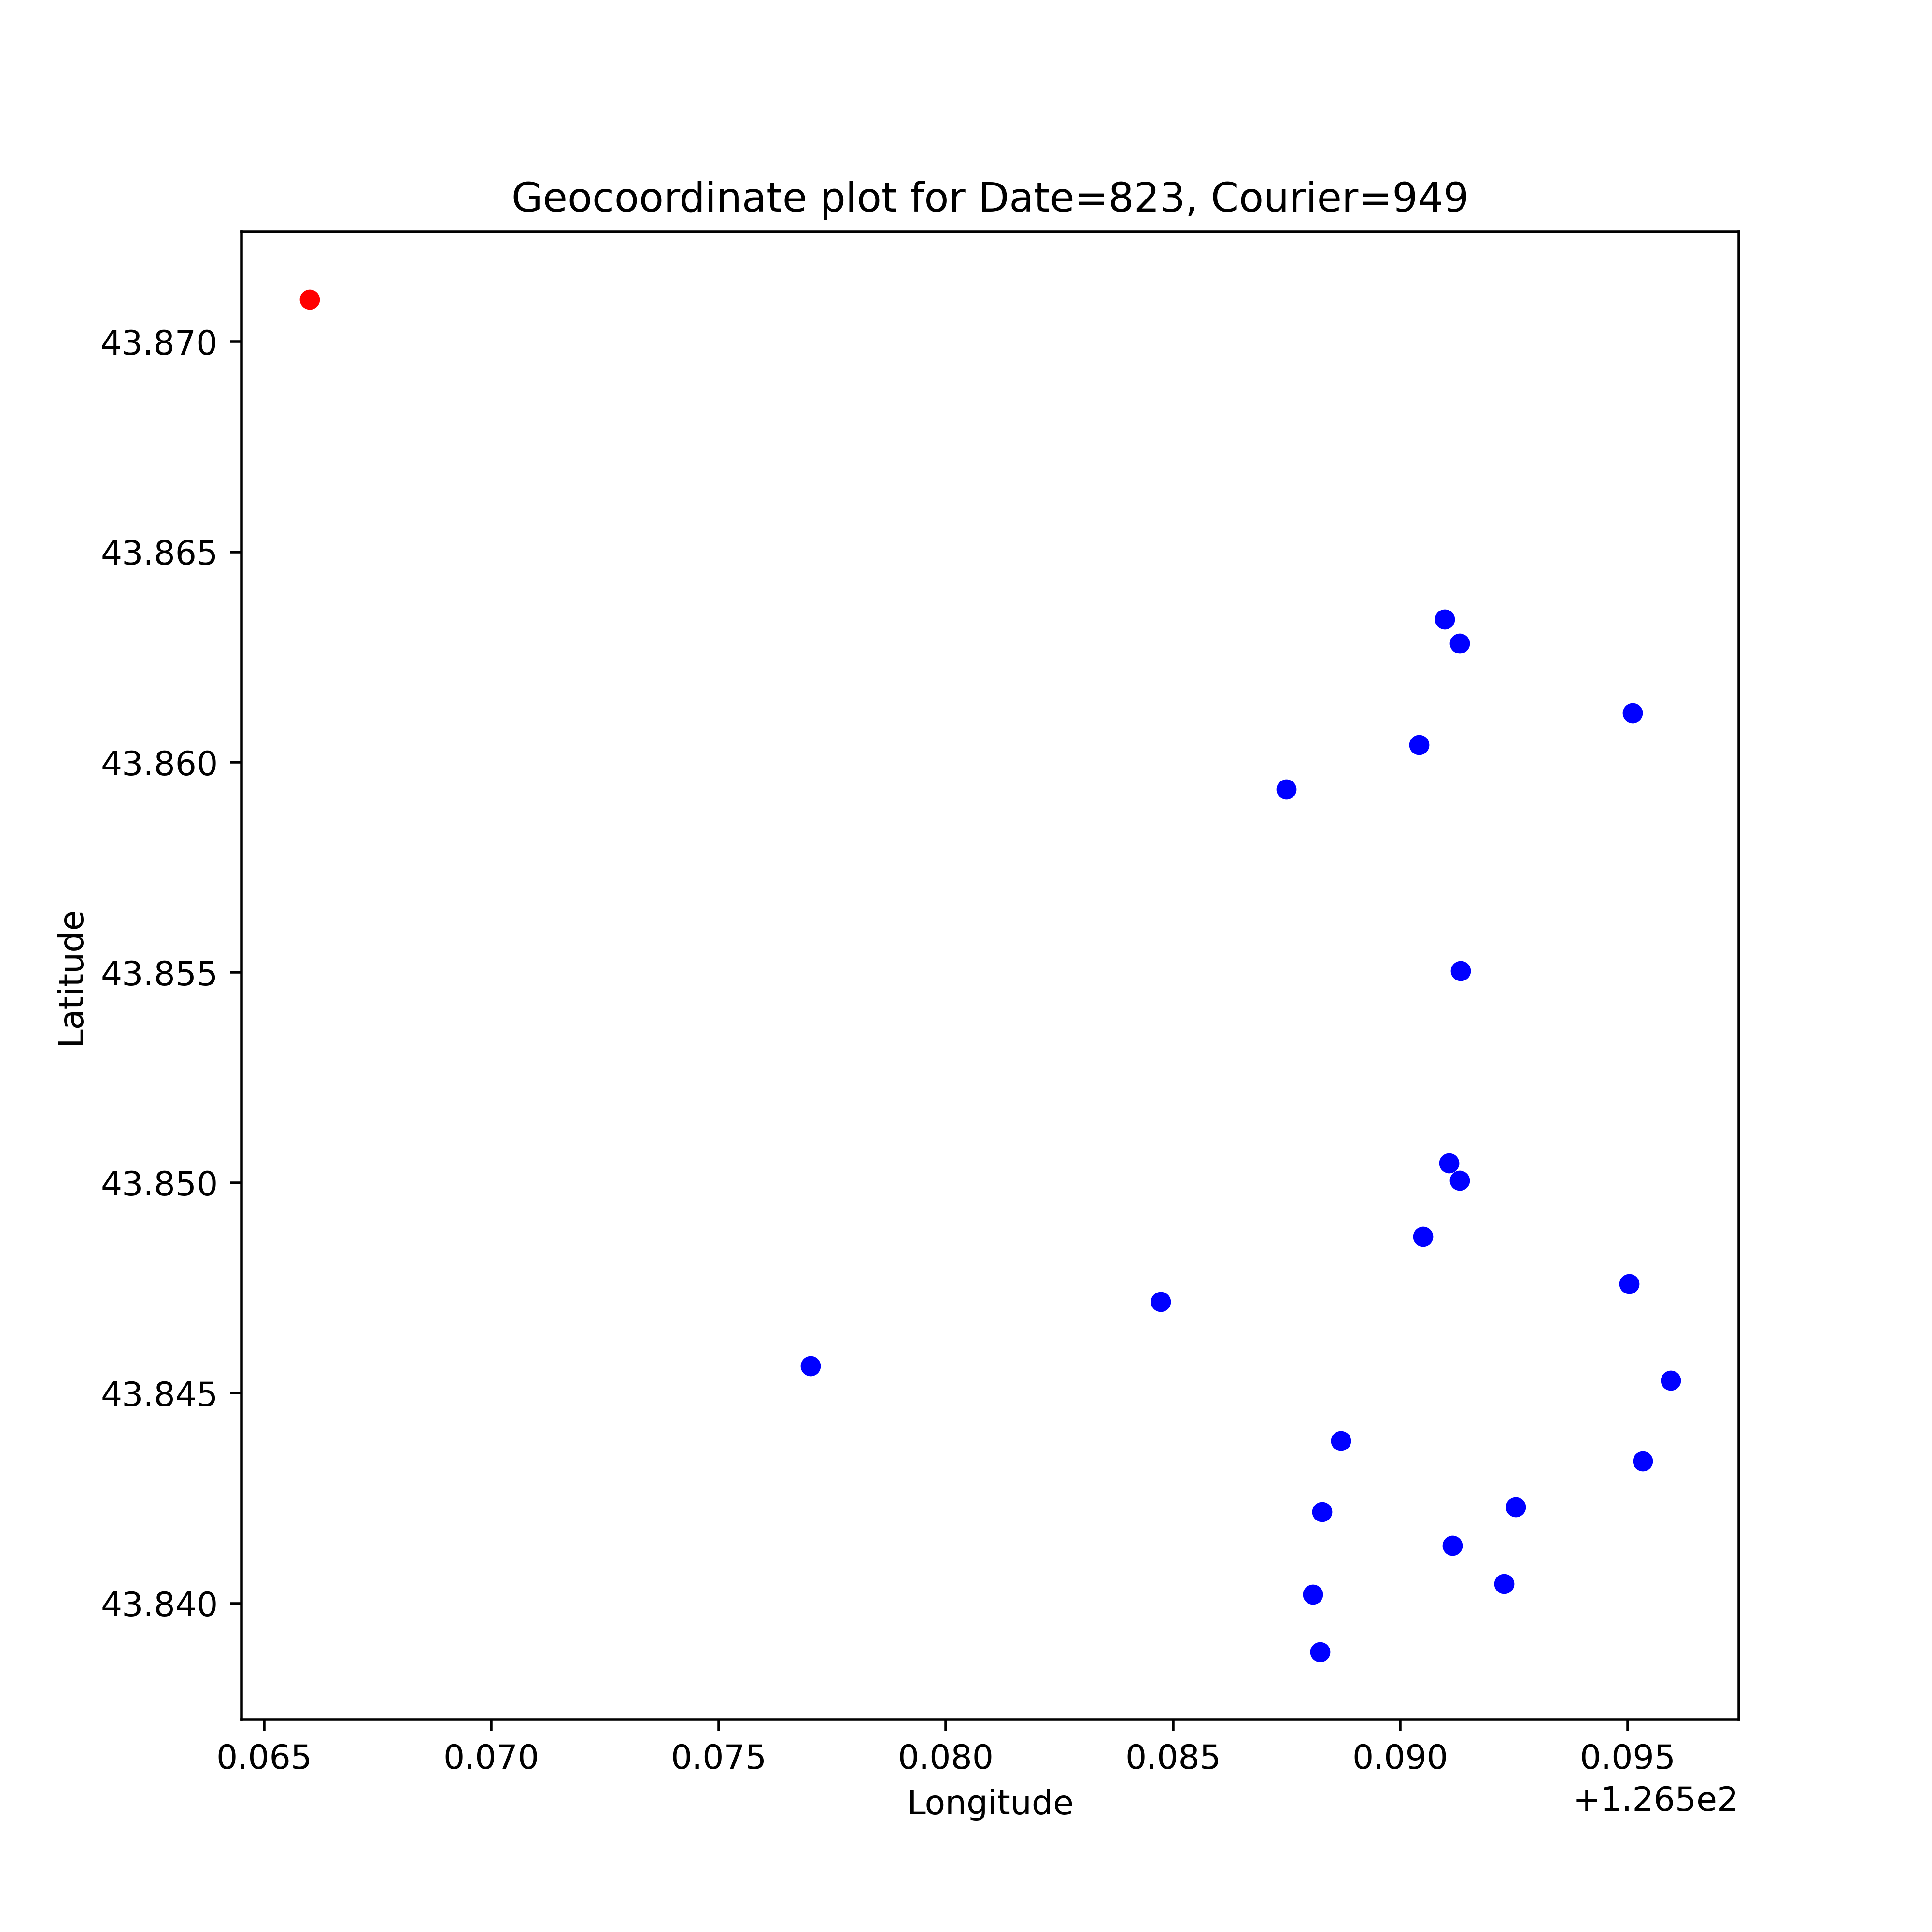 Geocoordinate plot for Date=823, Courier=949
43.870
43.865
43.860
43.855
43.850
43.845
43.840
Latitude
0.065 0.070 0.075 0.080 0.085 0.090 0.095
Longitude
+1.265e2